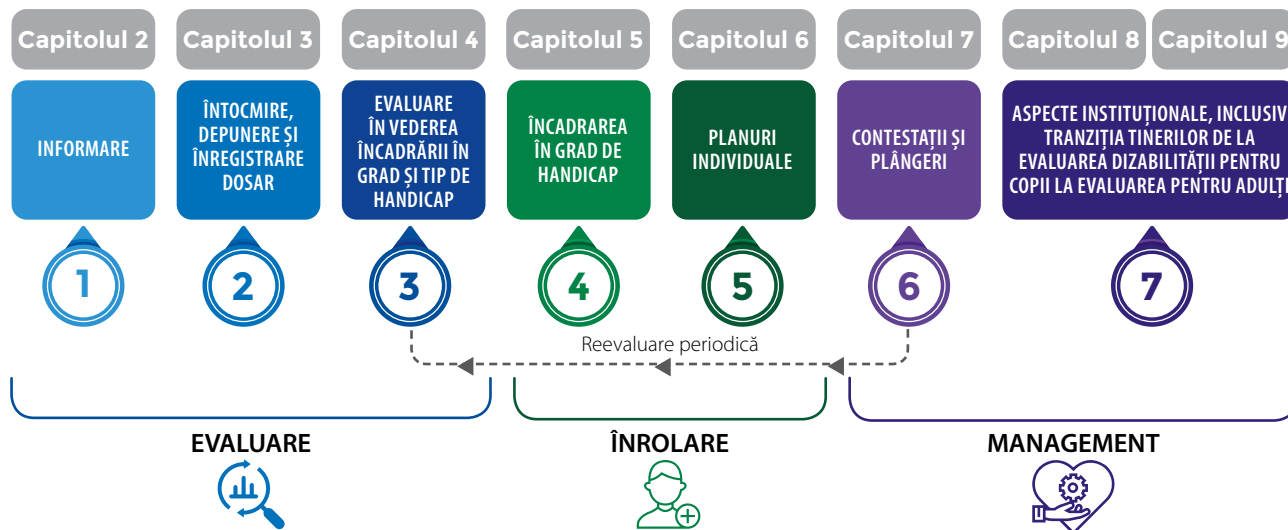 Capitolul 2
Capitolul 3
Capitolul 4
Capitolul 5
Capitolul 6
Capitolul 7
Capitolul 8
Capitolul 9
INFORMARE
ÎNTOCMIRE,
DEPUNERE ȘI
ÎNREGISTRARE
DOSAR
EVALUARE
ÎN VEDEREA
ÎNCADRĂRII ÎN
GRAD ȘI TIP DE
HANDICAP
ÎNCADRAREA
ÎN GRAD DE
HANDICAP
PLANURI
INDIVIDUALE
CONTESTAȚII ȘI
PLÂNGERI
ASPECTE INSTITUȚIONALE, INCLUSIV
TRANZIȚIA TINERILOR DE LA
EVALUAREA DIZABILITĂȚII PENTRU
COPII LA EVALUAREA PENTRU ADULȚI
1
2
3
4
5
6
7
Reevaluare periodică
EVALUARE
ÎNROLARE
MANAGEMENT